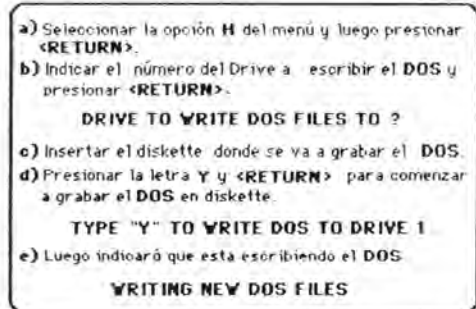 a) Seleccionar la opción H del menú y luego presionar
<RETURN>.
b) Indicar el número del Drive a escribir el DOS y
presionar <RETURN>.
DRIVE TO WRITE DOS FILES TO ?
c) Insertar el diskette donde se va a grabar el DOS.
d) Presionar la letra Y y <RETURN> para comenzar
a grabar el DOS en diskette.
TYPE "Y" TO WRITE DOS TO DRIVE 1
e) Luego indicará que esta escribiendo el DOS
WRITING NEW DOS FILES